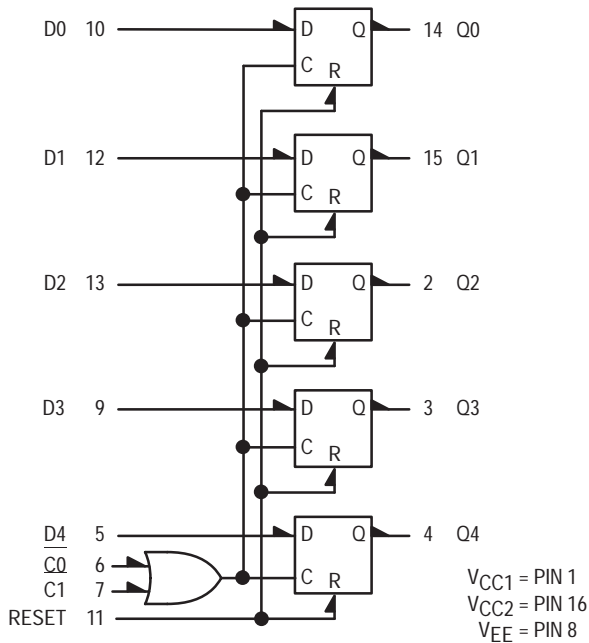 D0 10 D Q 14 Q0
C R
D1 12 D Q 15 Q1
C R
D2 13 D Q 2 Q2
C R
D3 9 D Q 3 Q3
C R
D4 5 D Q 4 Q4
C0 6 C R
C1 7
RESET 11
VCC1 = PIN 1
VCC2 = PIN 16
VEE = PIN 8